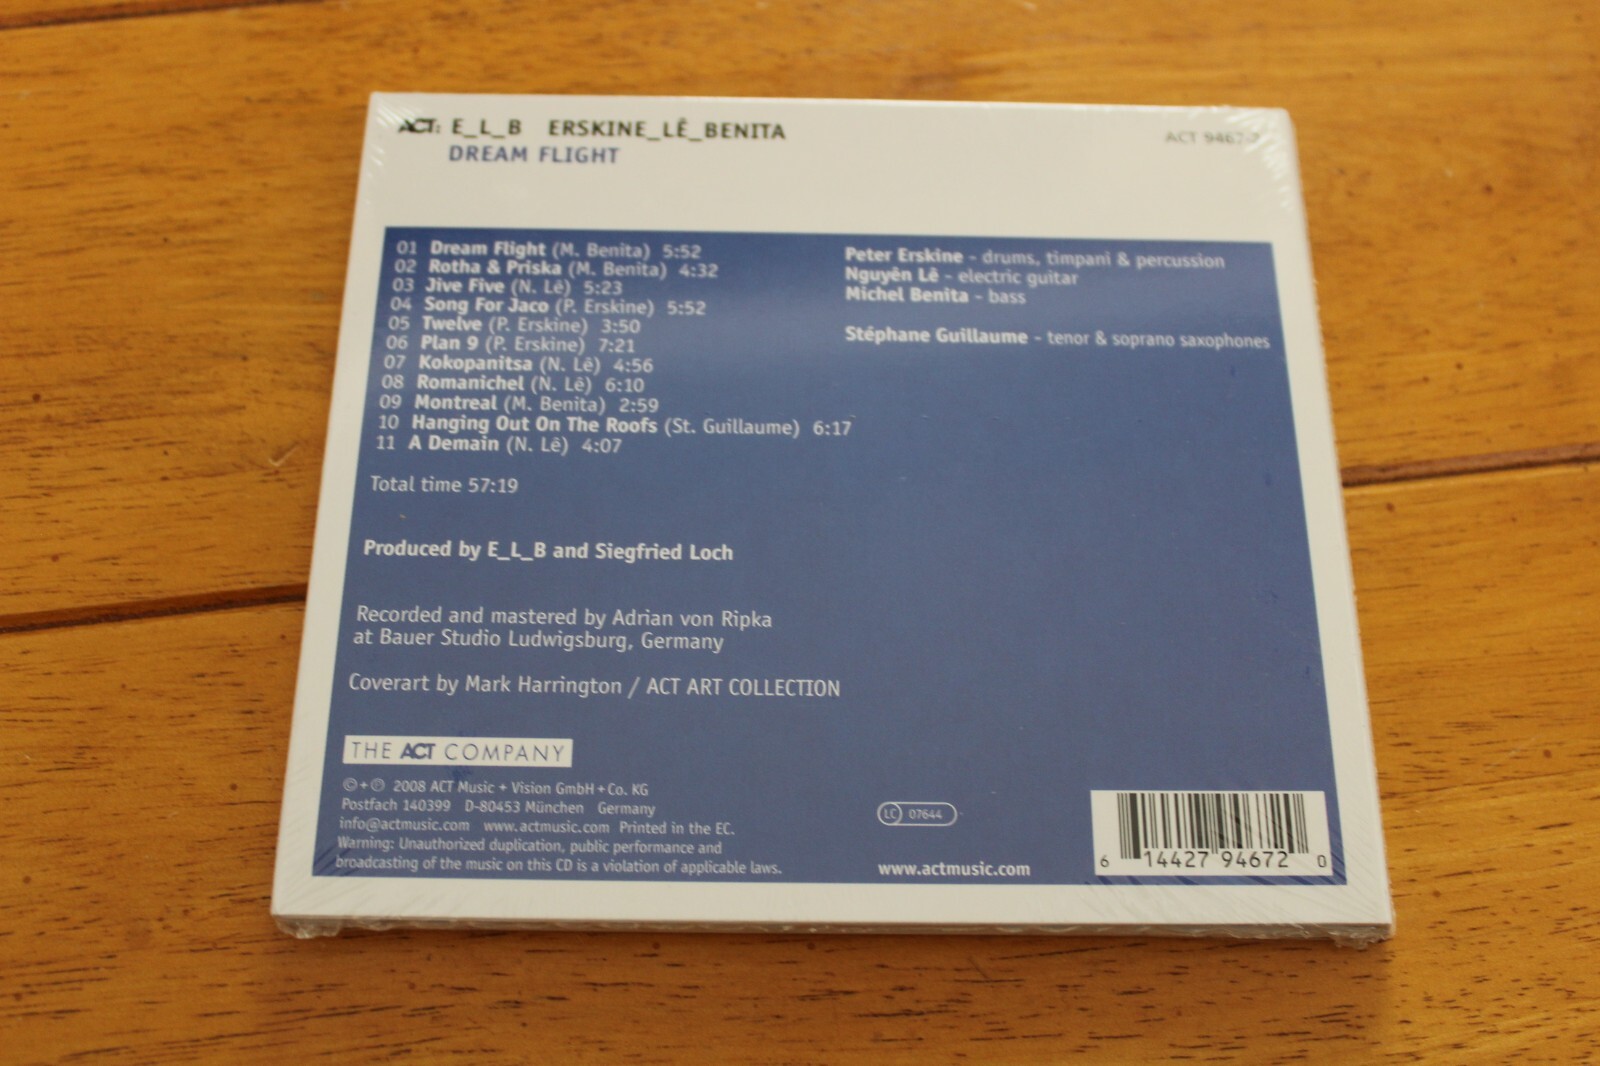 ACT: E_L_B ERSKINE_LÊ_BENITA
DREAM FLIGHT
ACT 9467-2
01 Dream Flight (M. Benita) 5:52
02 Rotha & Priska (M. Benita) 4:32
03 Jive Five (N. Lê) 5:23
04 Song For Jaco (P. Erskine) 5:52
05 Twelve (P. Erskine) 3:50
06 Plan 9 (P. Erskine) 7:21
07 Kokopanitsa (N. Lê) 4:56
08 Romanichel (N. Lê) 6:10
09 Montreal (M. Benita) 2:59
10 Hanging Out On The Roofs (St. Guillaume) 6:17
11 A Demain (N. Lê) 4:07
Total time 57:19
Peter Erskine - drums, timpani & percussion
Nguyên Lê - electric guitar
Michel Benita - bass
Stéphane Guillaume - tenor & soprano saxophones
Produced by E_L_B and Siegfried Loch
Recorded and mastered by Adrian von Ripka
at Bauer Studio Ludwigsburg, Germany
Coverart by Mark Harrington / ACT ART COLLECTION
THE ACT COMPANY
©+℗ 2008 ACT Music + Vision GmbH + Co. KG
Postfach 140399 D-80453 München Germany
info@actmusic.com www.actmusic.com Printed in the EC.
Warning: Unauthorized duplication, public performance and
broadcasting of the music on this CD is a violation of applicable laws.
LC 07644
www.actmusic.com
6 14427 94672 0